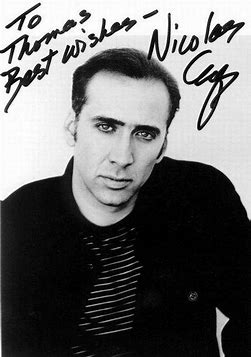 To
Thomas
Best wishes –
Nicolas
Cage